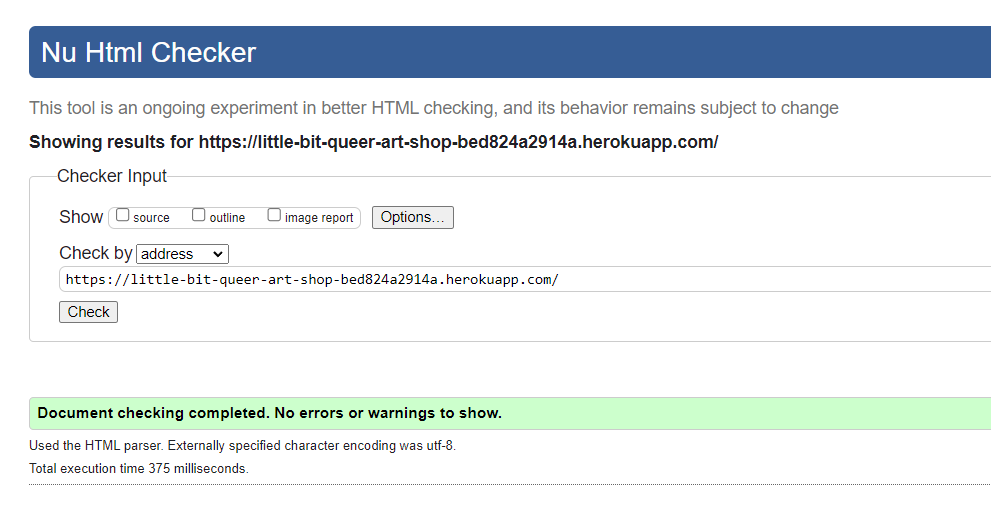 Nu Html Checker
This tool is an ongoing experiment in better HTML checking, and its behavior remains subject to change
Showing results for https://little-bit-queer-art-shop-bed824a2914a.herokuapp.com/
Checker Input
Show source outline image report Options...
Check by address
https://little-bit-queer-art-shop-bed824a2914a.herokuapp.com/
Check
Document checking completed. No errors or warnings to show.
Used the HTML parser. Externally specified character encoding was utf-8.
Total execution time 375 milliseconds.